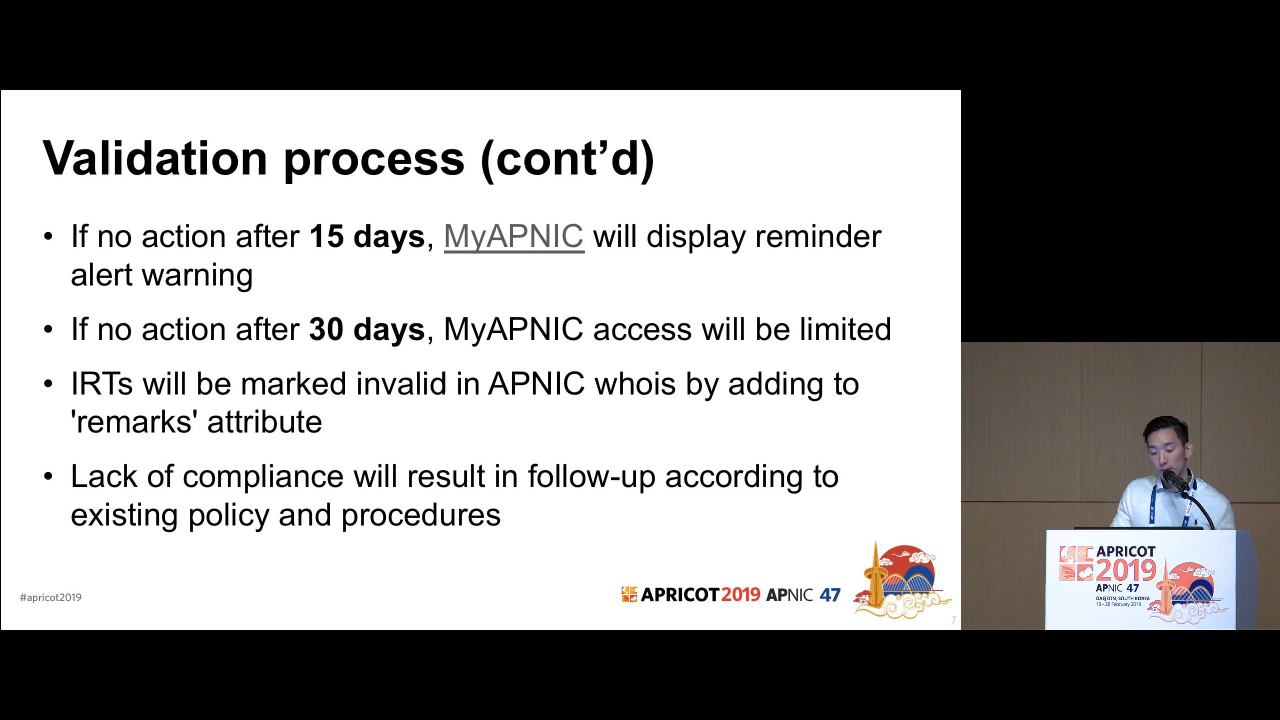 Validation process (cont’d)
• If no action after 15 days, MyAPNIC will display reminder
alert warning
• If no action after 30 days, MyAPNIC access will be limited
• IRTs will be marked invalid in APNIC whois by adding to
'remarks' attribute
• Lack of compliance will result in follow-up according to
existing policy and procedures
#apricot2019
APRICOT2019 APNIC 47
7
APRICOT
2019
APNIC 47
DAEJEON, SOUTH KOREA